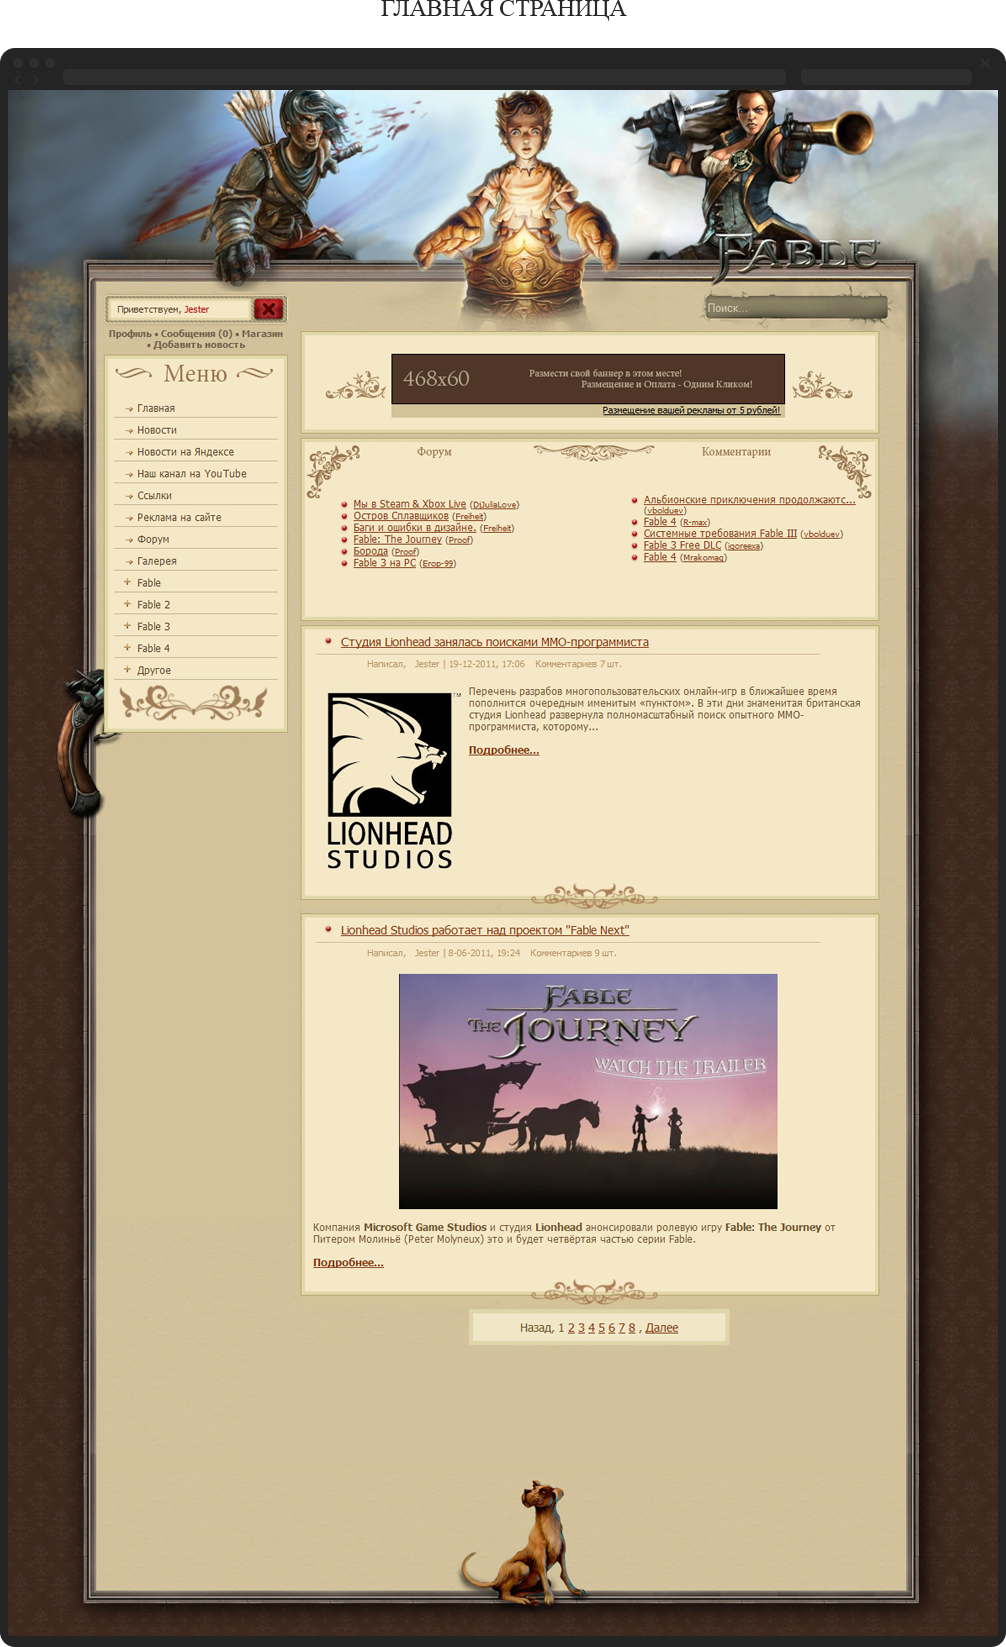 ГЛАВНАЯ СТРАНИЦА
FABLE
Приветствуем, Jester
Поиск...
Профиль • Сообщения (0) • Магазин
• Добавить новость
Меню
Главная
Новости
Новости на Яндексе
Наш канал на YouTube
Ссылки
Реклама на сайте
Форум
Галерея
Fable
Fable 2
Fable 3
Fable 4
Другое
468x60
Размести свой баннер в этом месте!
Размещение и Оплата - Одним Кликом!
Размещение вашей рекламы от 5 рублей!
Форум
Мы в Steam & Xbox Live (DjJuliaLove)
Остров Сплавщиков (Freiheit)
Баги и ошибки в дизайне. (Freiheit)
Fable: The Journey (Proof)
Борода (Proof)
Fable 3 на PC (Erop-99)
Комментарии
Альбионские приключения продолжаютс...
(vbolduev)
Fable 4 (R-max)
Системные требования Fable III (vbolduev)
Fable 3 Free DLC (igoreexa)
Fable 4 (Mrakomag)
Студия Lionhead занялась поисками ММО-программиста
Написал, Jester | 19-12-2011, 17:06 Комментариев 7 шт.
TM
LIONHEAD
STUDIOS
Перечень разрабов многопользовательских онлайн-игр в ближайшее время
пополнится очередным именитым «пунктом». В эти дни знаменитая британская
студия Lionhead развернула полномасштабный поиск опытного ММО-
программиста, которому...
Подробнее...
Lionhead Studios работает над проектом "Fable Next"
Написал, Jester | 8-06-2011, 19:24 Комментариев 9 шт.
FABLE
THE JOURNEY
WATCH THE TRAILER
Компания Microsoft Game Studios и студия Lionhead анонсировали ролевую игру Fable: The Journey от
Питером Молиньё (Peter Molyneux) это и будет четвёртая частью серии Fable.
Подробнее...
Назад, 1 2 3 4 5 6 7 8 , Далее